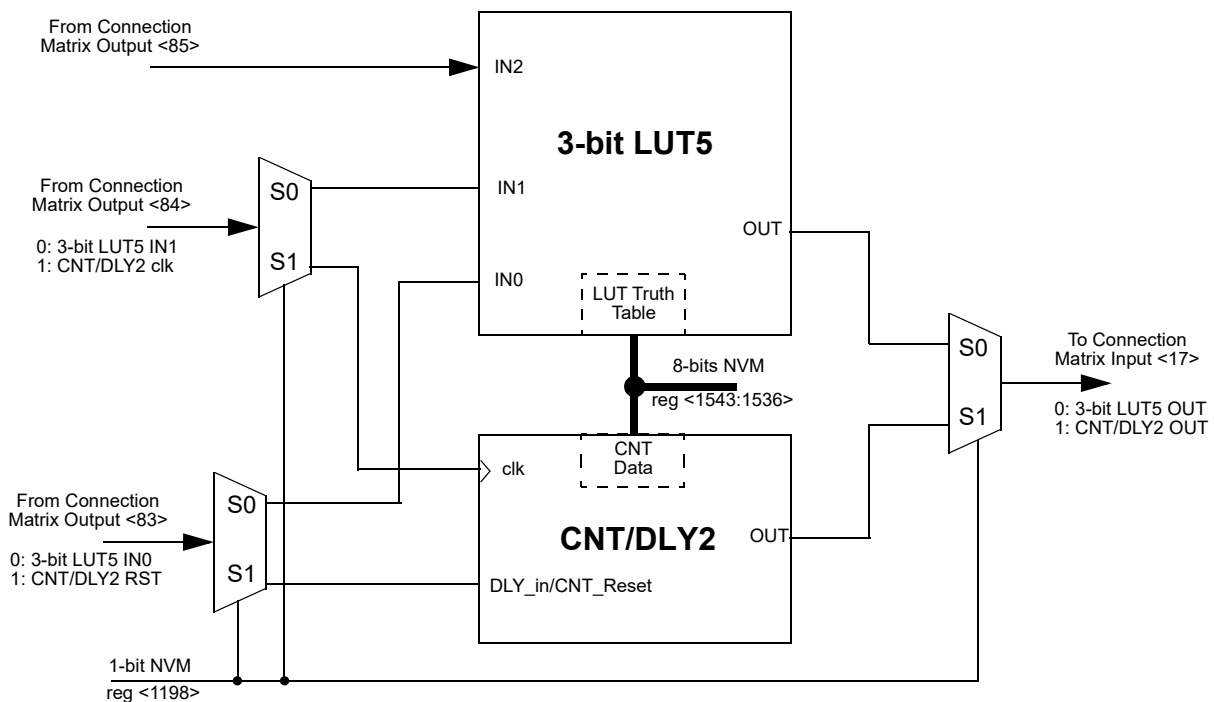 From Connection
Matrix Output <85>
IN2
3-bit LUT5
From Connection
Matrix Output <84>
0: 3-bit LUT5 IN1
1: CNT/DLY2 clk
S0
S1
IN1
OUT
IN0
LUT Truth
Table
8-bits NVM
reg <1543:1536>
S0
S1
To Connection
Matrix Input <17>
0: 3-bit LUT5 OUT
1: CNT/DLY2 OUT
CNT
Data
clk
From Connection
Matrix Output <83>
0: 3-bit LUT5 IN0
1: CNT/DLY2 RST
S0
S1
CNT/DLY2
OUT
DLY_in/CNT_Reset
1-bit NVM
reg <1198>